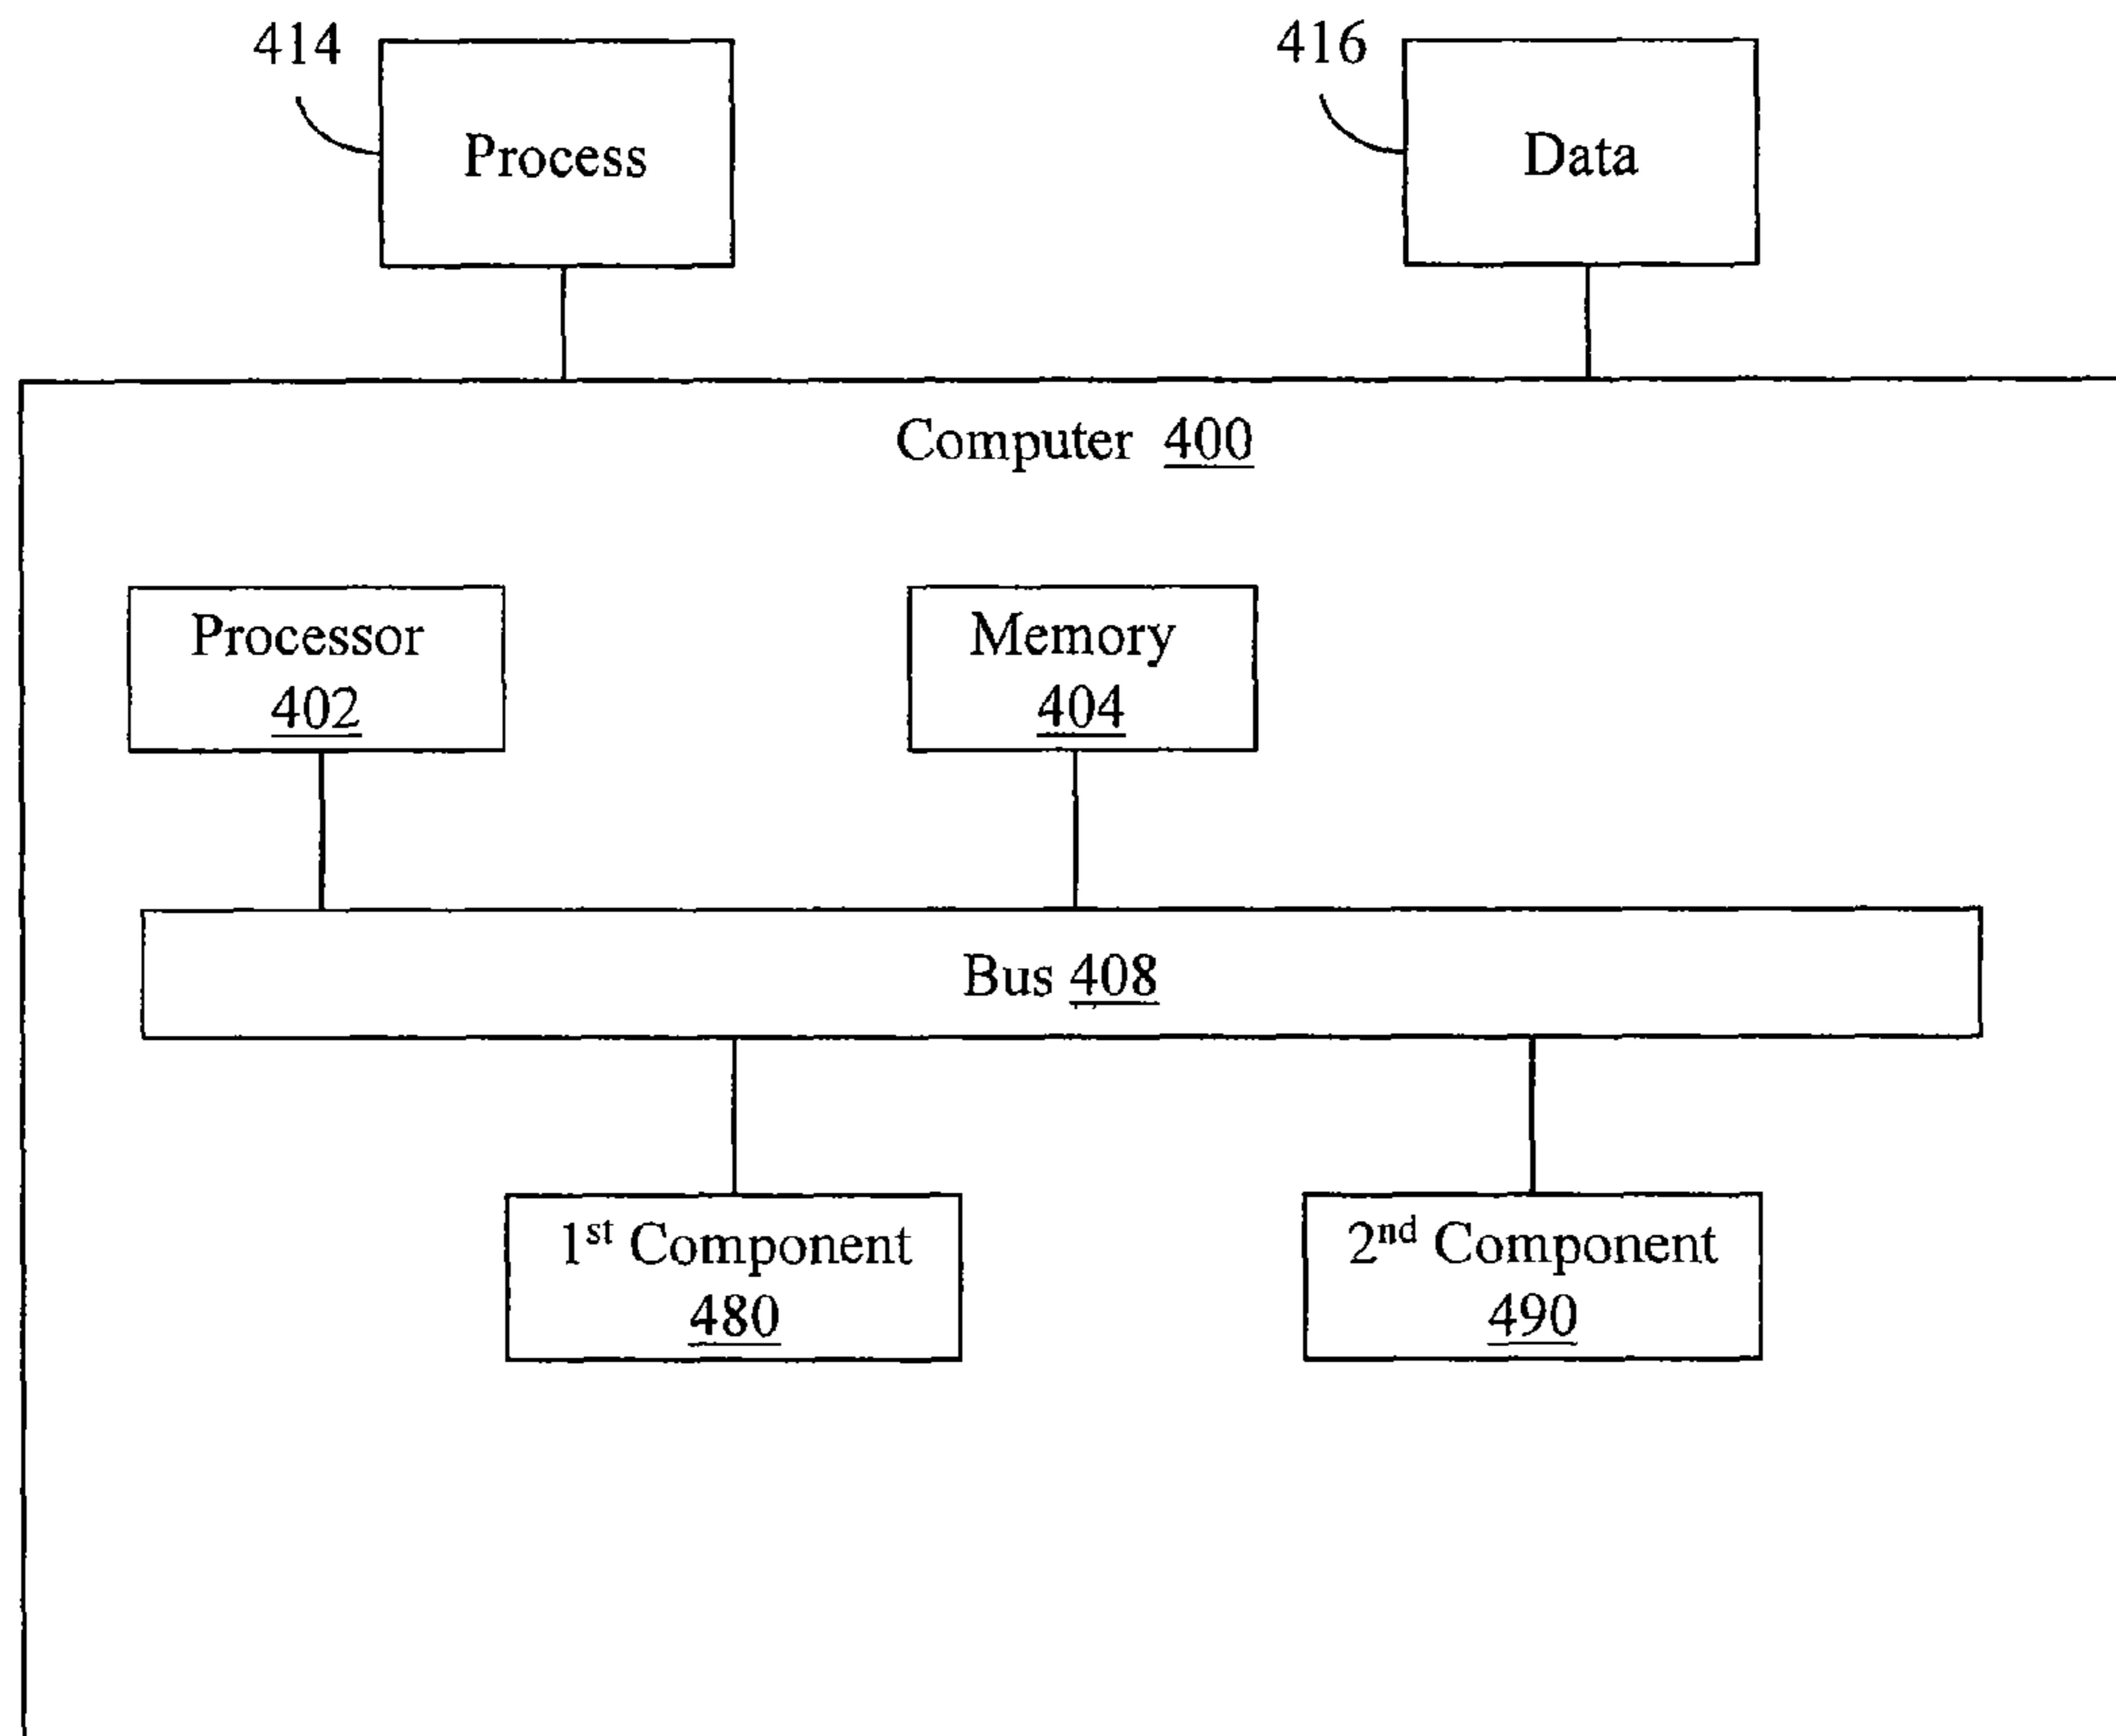 414
Process
416
Data
Computer 400
Processor
402
Memory
404
Bus 408
1st Component
480
2nd Component
490